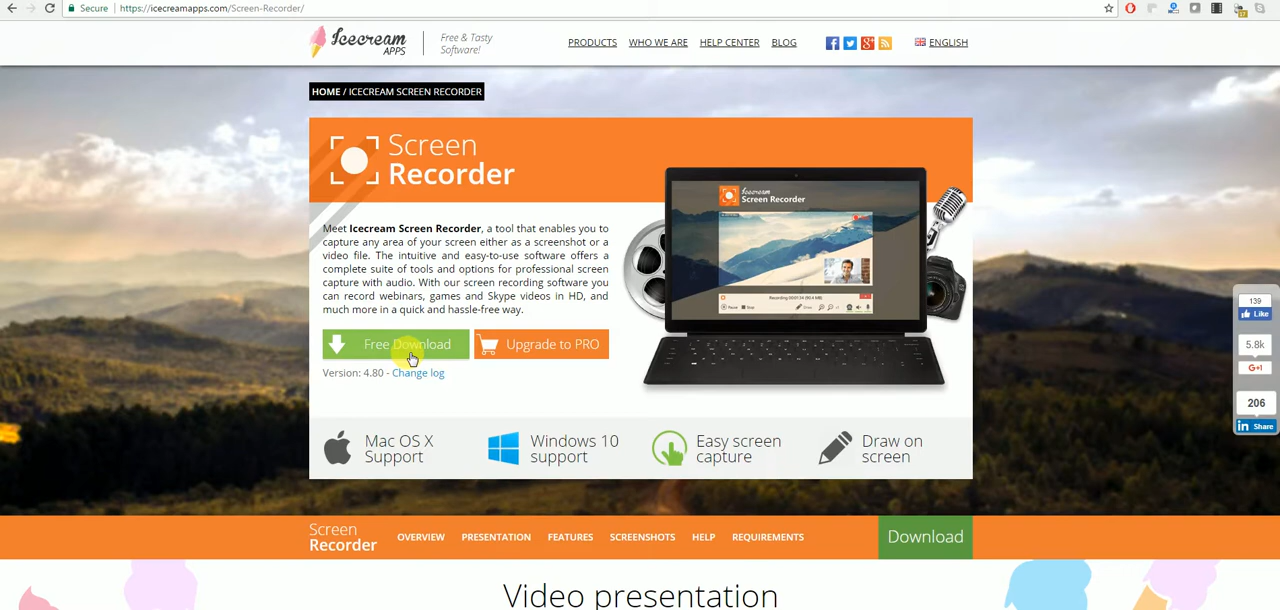 Secure
https://icecreamapps.com/Screen-Recorder/
Icecream
APPS
Free & Tasty
Software!
PRODUCTS
WHO WE ARE
HELP CENTER
BLOG
ENGLISH
HOME / ICECREAM SCREEN RECORDER
Screen
Recorder
Meet Icecream Screen Recorder, a tool that enables you to
capture any area of your screen either as a screenshot or a
video file. The intuitive and easy-to-use software offers a
complete suite of tools and options for professional screen
capture with audio. With our screen recording software you
can record webinars, games and Skype videos in HD, and
much more in a quick and hassle-free way.
Free Download
Upgrade to PRO
Version: 4.80 - Change log
Icecream
Screen Recorder
139
Like
5.8k
G+1
206
in Share
Mac OS X
Support
Windows 10
support
Easy screen
capture
Draw on
screen
Screen
Recorder
OVERVIEW
PRESENTATION
FEATURES
SCREENSHOTS
HELP
REQUIREMENTS
Download
Video presentation